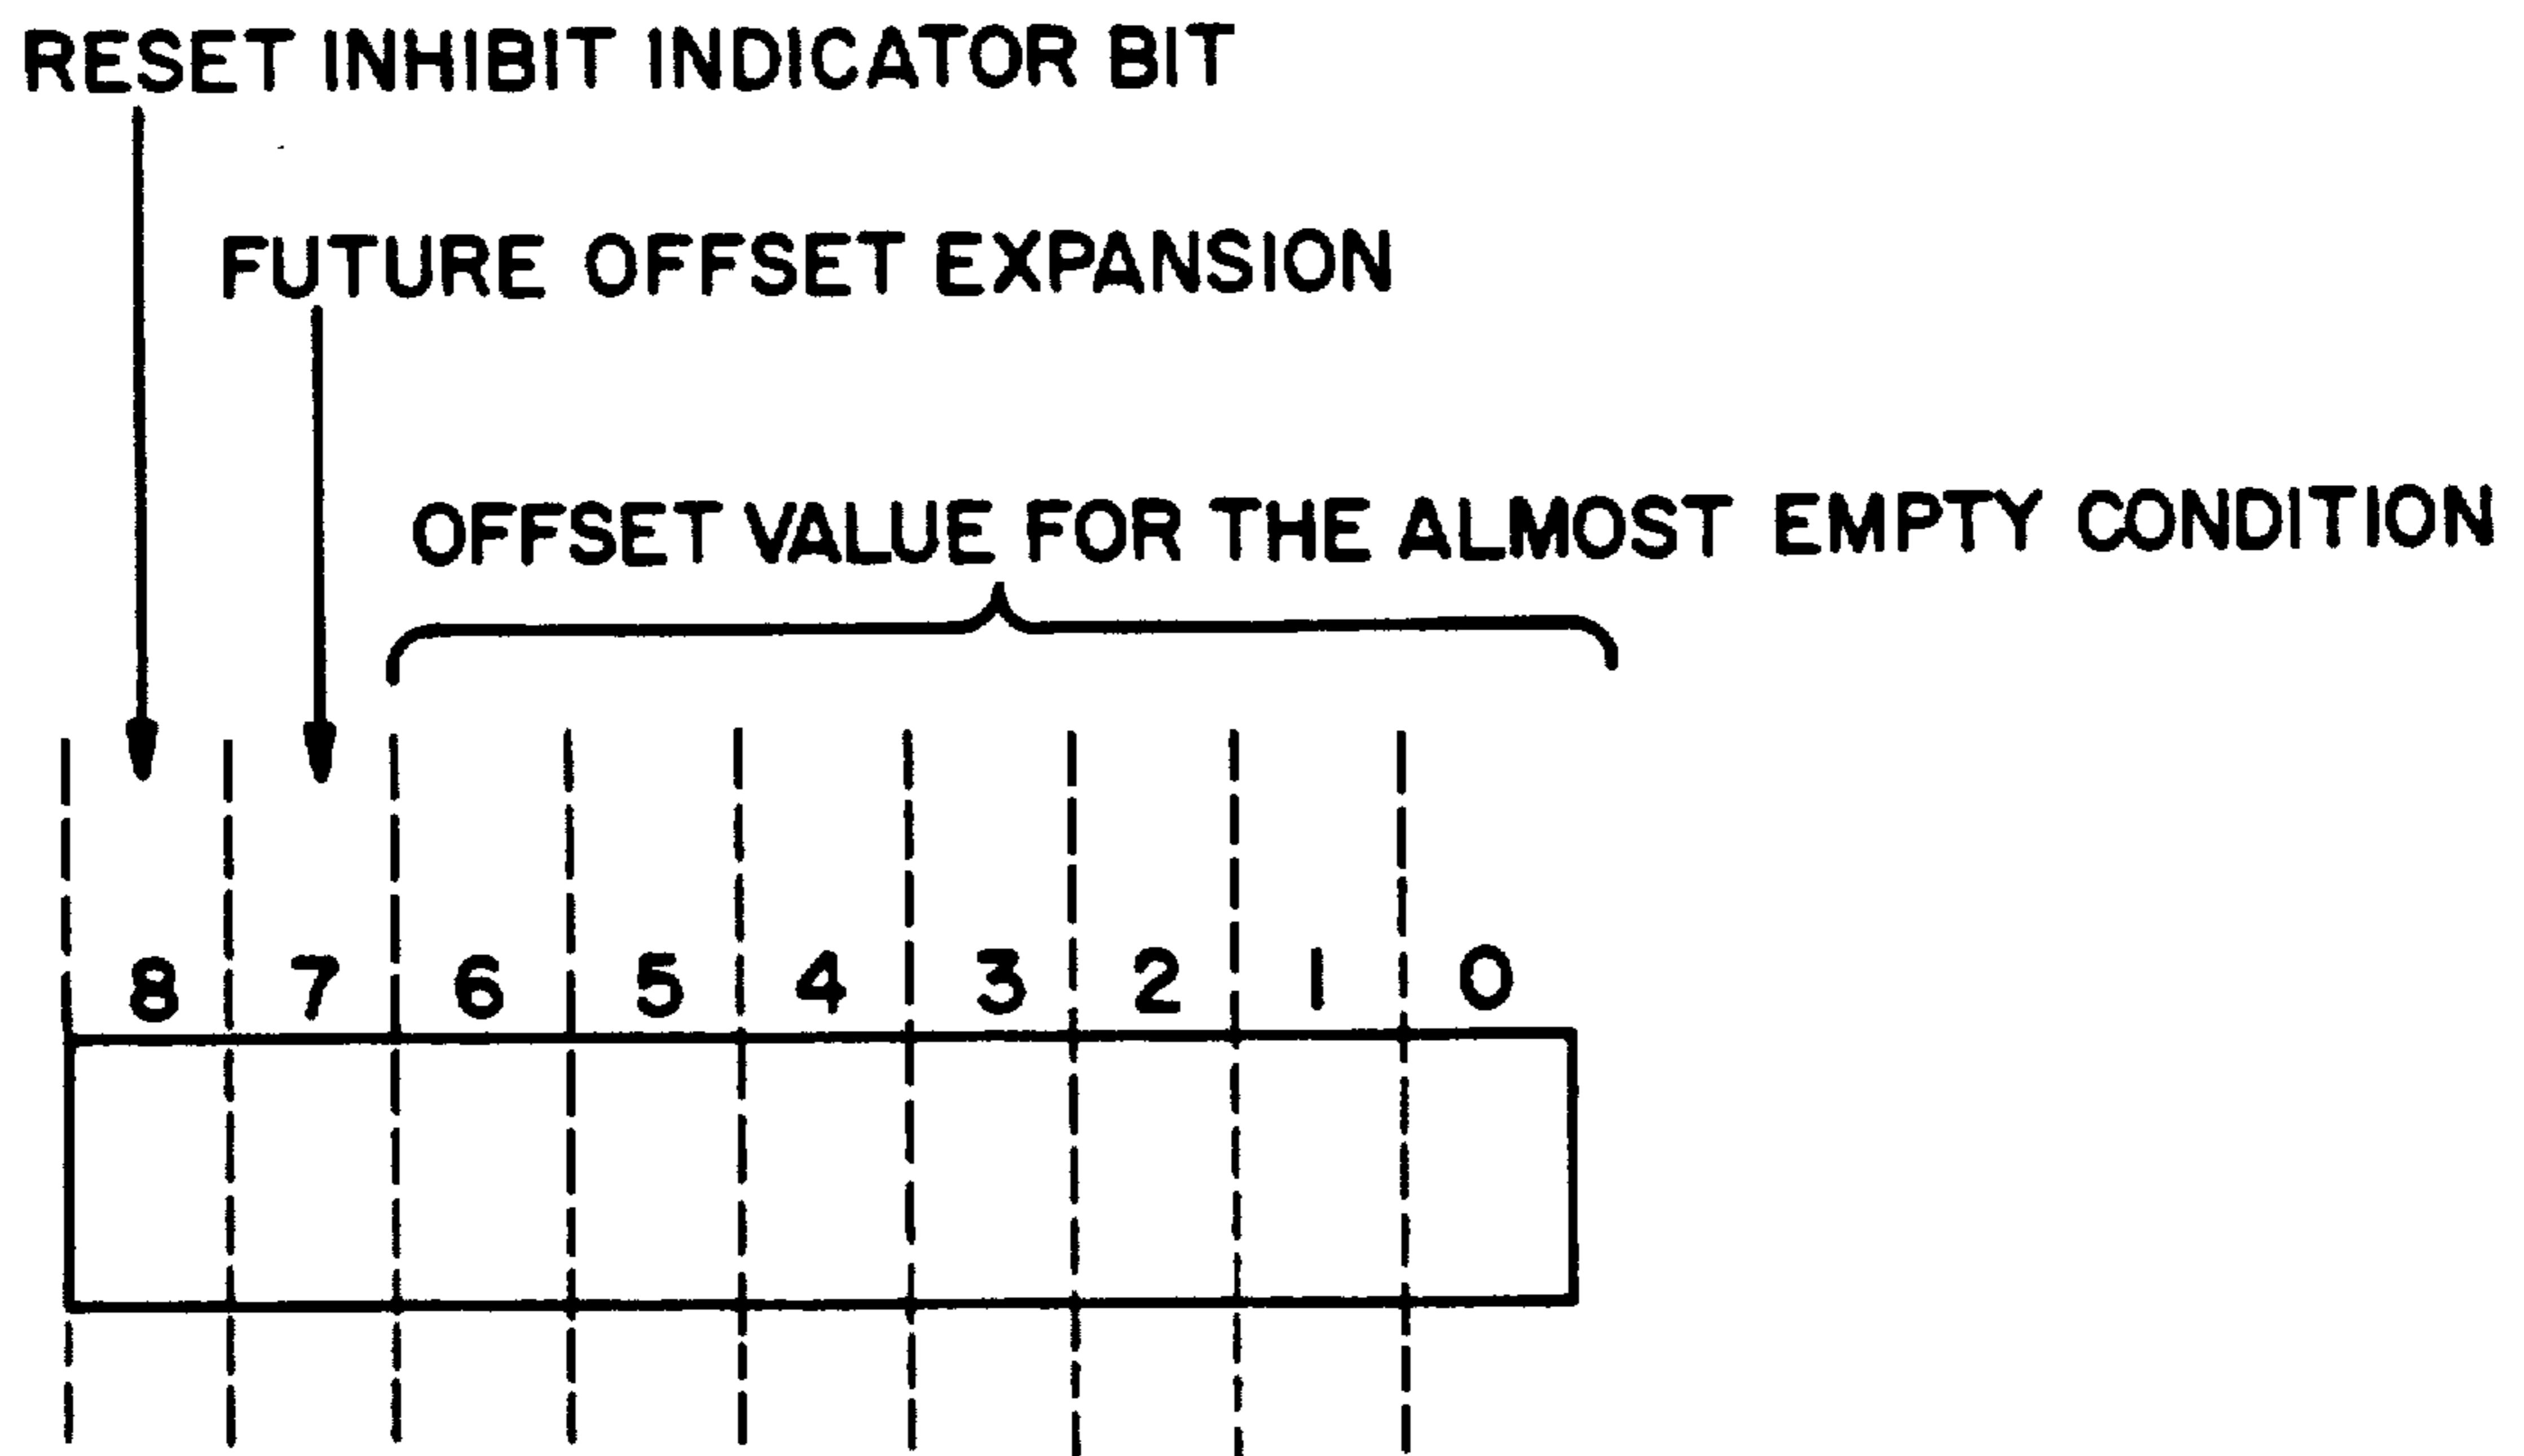 RESET INHIBIT INDICATOR BIT
FUTURE OFFSET EXPANSION
OFFSET VALUE FOR THE ALMOST EMPTY CONDITION
8 7 6 5 4 3 2 1 0